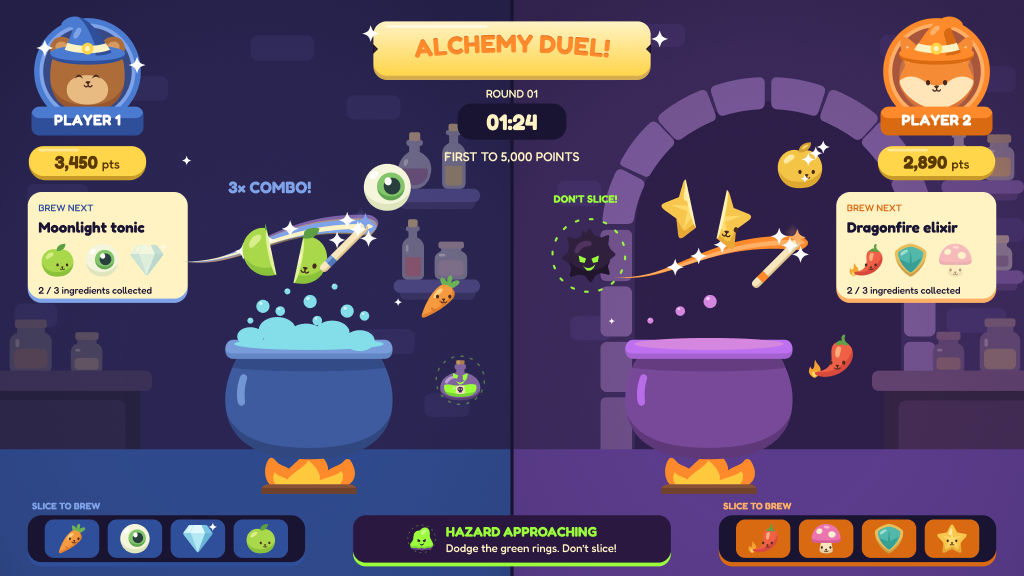 ALCHEMY DUEL!
ROUND 01
01:24
FIRST TO 5,000 POINTS
PLAYER 1
3,450 pts
BREW NEXT
Moonlight tonic
2 / 3 ingredients collected
3× COMBO!
DON'T SLICE!
PLAYER 2
2,890 pts
BREW NEXT
Dragonfire elixir
2 / 3 ingredients collected
SLICE TO BREW
HAZARD APPROACHING
Dodge the green rings. Don't slice!
SLICE TO BREW